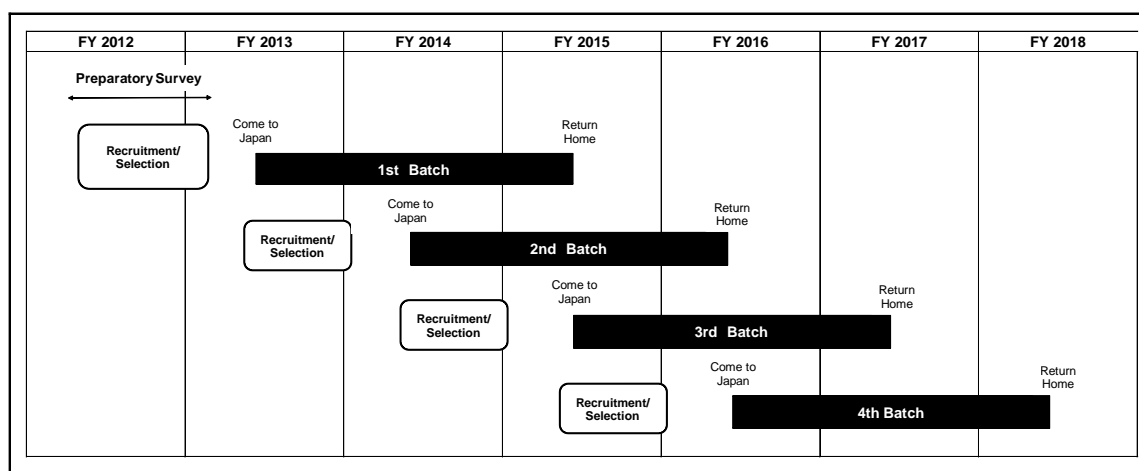 FY 2012 FY 2013 FY 2014 FY 2015 FY 2016 FY 2017 FY 2018
Preparatory Survey
Come to
Japan
Return
Home
Recruitment/
Selection
1st Batch
Come to
Japan
Return
Home
Recruitment/
Selection
2nd Batch
Come to
Japan
Return
Home
Recruitment/
Selection
3rd Batch
Come to
Japan
Return
Home
Recruitment/
Selection
4th Batch